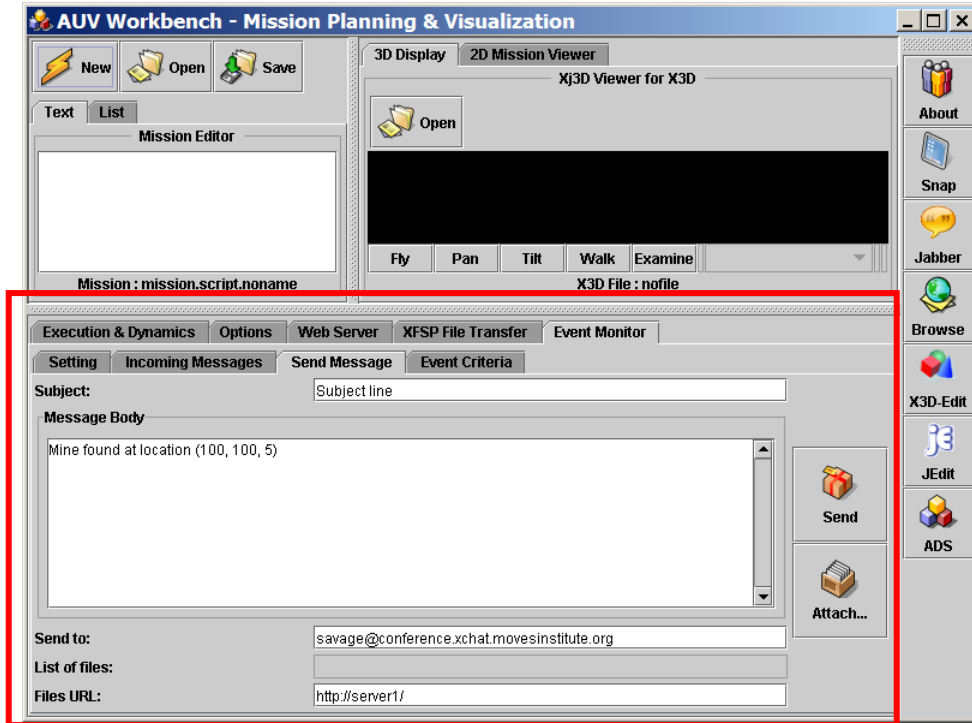 AUV Workbench - Mission Planning & Visualization
New Open Save
Text List
Mission Editor
Mission : mission.script.noname
3D Display 2D Mission Viewer
Xj3D Viewer for X3D
Open
Fly Pan Tilt Walk Examine
X3D File : nofile
About
Snap
Jabber
Browse
X3D-Edit
JEdit
ADS
Execution & Dynamics Options Web Server XFSP File Transfer Event Monitor
Setting Incoming Messages Send Message Event Criteria
Subject: Subject line
Message Body
Mine found at location (100, 100, 5)
Send
Attach...
Send to: savage@conference.xchat.movesinstitute.org
List of files:
Files URL: http://server1/